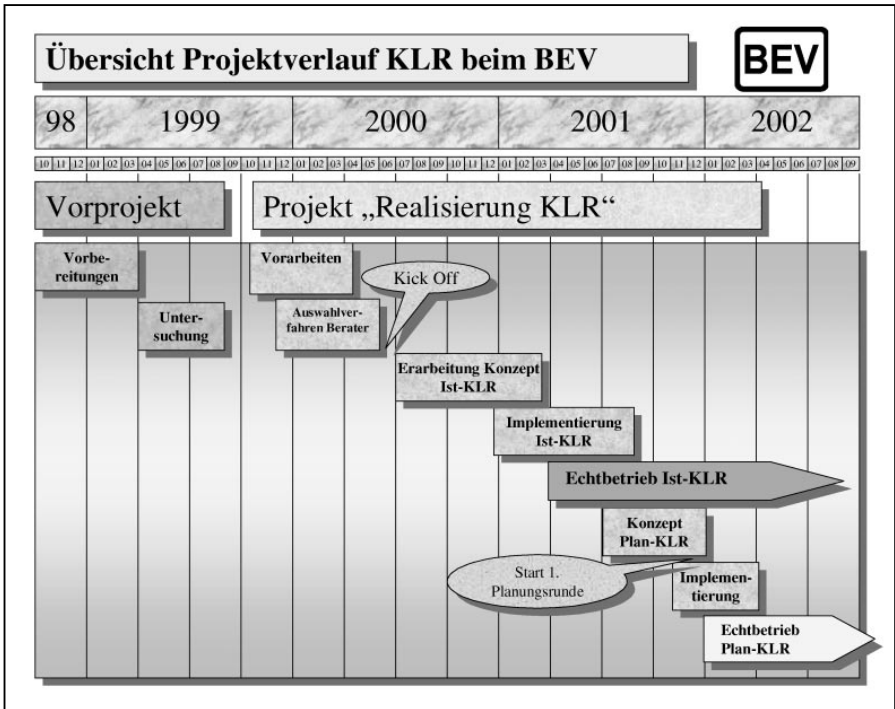 Übersicht Projektverlauf KLR beim BEV
BEV
98 1999 2000 2001 2002
10 11 12 01 02 03 04 05 06 07 08 09 10 11 12 01 02 03 04 05 06 07 08 09 10 11 12 01 02 03 04 05 06 07 08 09 10 11 12 01 02 03 04 05 06 07 08 09
Vorprojekt
Projekt „Realisierung KLR“
Vorbe-
reitungen
Vorarbeiten
Kick Off
Unter-
suchung
Auswahlver-
fahren Berater
Erarbeitung Konzept
Ist-KLR
Implementierung
Ist-KLR
Echtbetrieb Ist-KLR
Konzept
Plan-KLR
Start 1.
Planungsrunde
Implemen-
tierung
Echtbetrieb
Plan-KLR